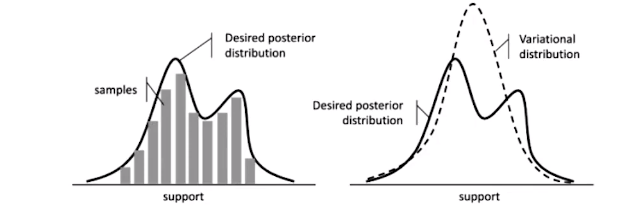 Desired posterior
distribution
samples
support
Variational
distribution
Desired posterior
distribution
support